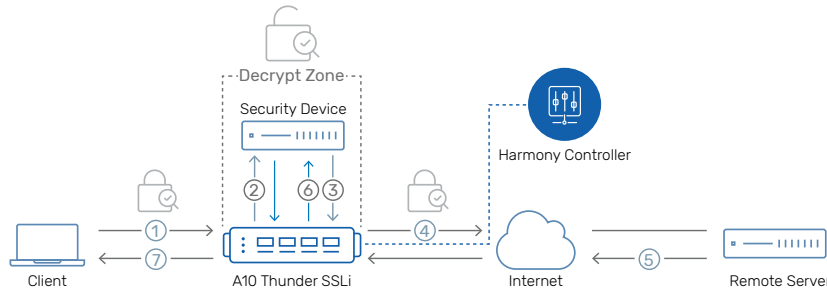 Decrypt Zone
Security Device
Harmony Controller
2
6
3
1
4
7
5
Client
A10 Thunder SSLi
Internet
Remote Server